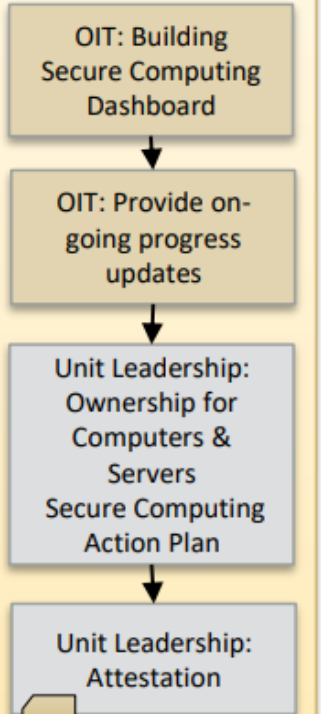 OIT: Building
Secure Computing
Dashboard
OIT: Provide on-
going progress
updates
Unit Leadership:
Ownership for
Computers &
Servers
Secure Computing
Action Plan
Unit Leadership:
Attestation